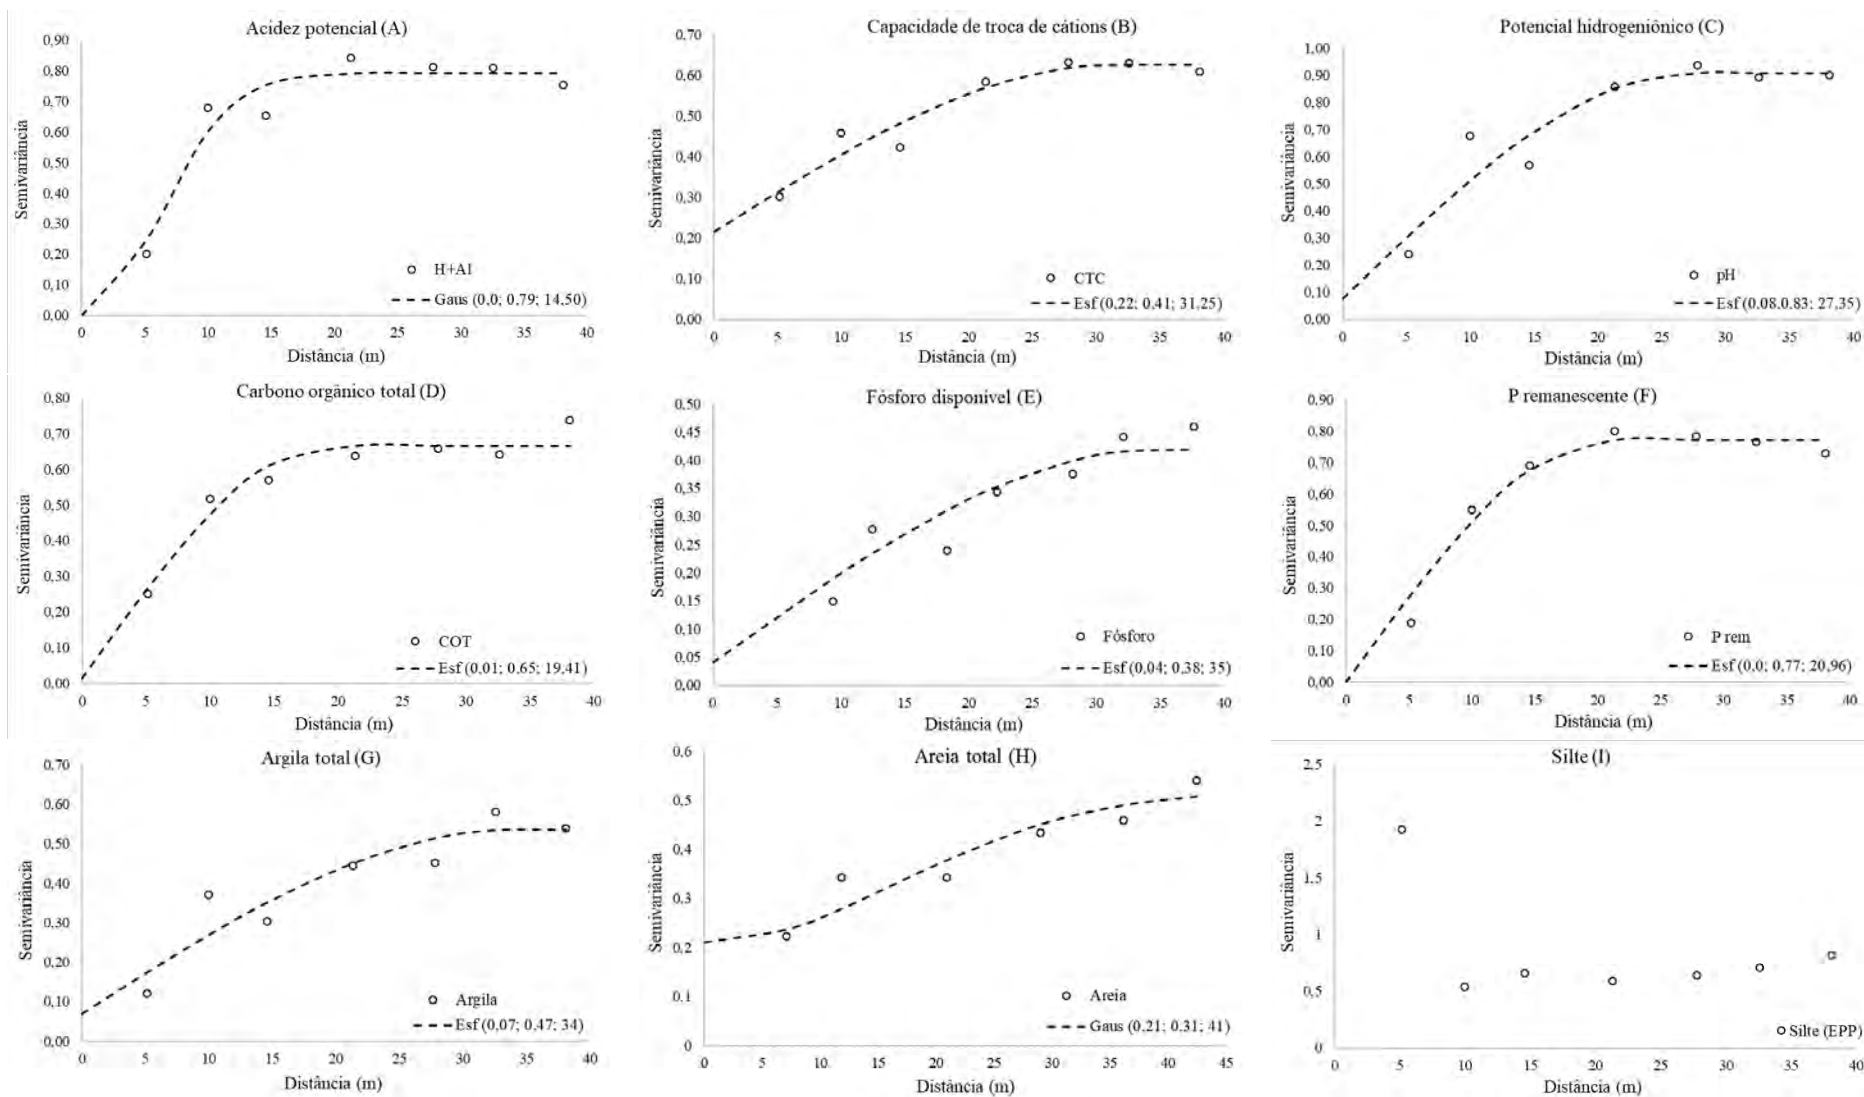 Acidez potencial (A)
0,90
0,80
0,70
0,60
0,50
0,40
0,30
0,20
0,10
0,00
Semivariância
H+Al
Gaus (0,0; 0,79; 14,50)
0 5 10 15 20 25 30 35 40
Distância (m)
Capacidade de troca de cátions (B)
0,70
0,60
0,50
0,40
0,30
0,20
0,10
0,00
Semivariância
CTC
Esf (0,22; 0,41; 31,25)
0 5 10 15 20 25 30 35 40
Distância (m)
Potencial hidrogeniônico (C)
1,00
0,90
0,80
0,70
0,60
0,50
0,40
0,30
0,20
0,10
0,00
Semivariância
pH
Esf (0,08.0,83; 27,35)
0 5 10 15 20 25 30 35 40
Distância (m)
Carbono orgânico total (D)
0,80
0,70
0,60
0,50
0,40
0,30
0,20
0,10
0,00
Semivariância
COT
Esf (0,01; 0,65; 19,41)
0 5 10 15 20 25 30 35 40
Distância (m)
Fósforo disponivel (E)
0,50
0,45
0,40
0,35
0,30
0,25
0,20
0,15
0,10
0,05
0,00
Semivariância
Fósforo
Esf (0,04; 0,38; 35)
0 5 10 15 20 25 30 35 40
Distância (m)
P remanescente (F)
0,90
0,80
0,70
0,60
0,50
0,40
0,30
0,20
0,10
0,00
Semivariância
P rem
Esf (0,0; 0,77; 20,96)
0 5 10 15 20 25 30 35 40
Distância (m)
Argila total (G)
0,70
0,60
0,50
0,40
0,30
0,20
0,10
0,00
Semivariância
Argila
Esf (0,07; 0,47; 34)
0 5 10 15 20 25 30 35 40
Distância (m)
Areia total (H)
0,6
0,5
0,4
0,3
0,2
0,1
0
Semivariância
Areia
Gaus (0,21; 0,31; 41)
0 5 10 15 20 25 30 35 40 45
Distância (m)
Silte (I)
2,5
2
1,5
1
0,5
0
Semivariância
Silte (EPP)
0 5 10 15 20 25 30 35 40
Distância (m)